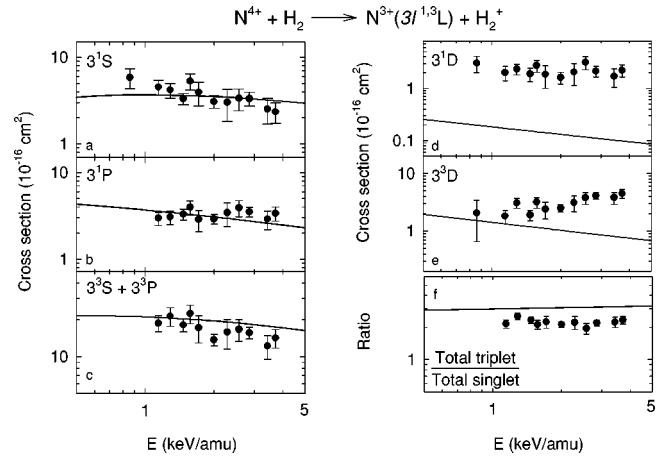 N⁴⁺ + H₂ ⟶ N³⁺(3l ¹,³L) + H₂⁺
Cross section (10⁻¹⁶ cm²)
10
3¹S
1
a
10
3¹P
1
b
3³S + 3³P
10
c
1
5
E (keV/amu)
Cross section (10⁻¹⁶ cm²)
3¹D
1
0.1
d
10
3³D
1
e
Ratio
f
1
Total triplet
Total singlet
1
5
E (keV/amu)